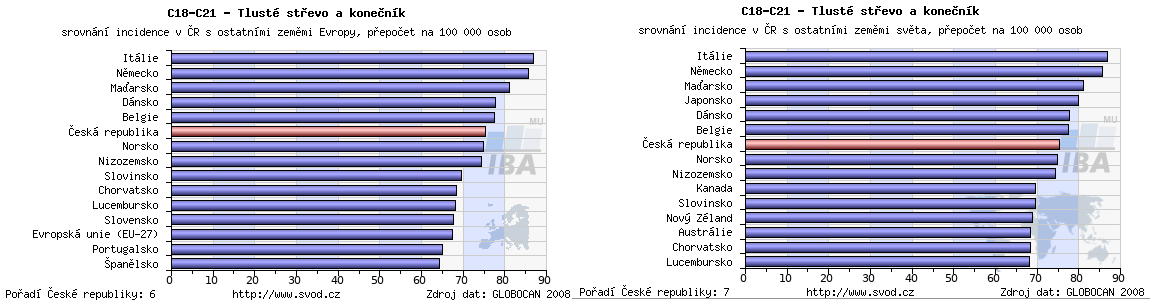 C18-C21 - Tlusté střevo a konečník
srovnání incidence v ČR s ostatními zeměmi Evropy, přepočet na 100 000 osob
Itálie
Německo
Maďarsko
Dánsko
Belgie
Česká republika
Norsko
Nizozemsko
Slovinsko
Chorvatsko
Lucembursko
Slovensko
Evropská unie (EU-27)
Portugalsko
Španělsko
MU
IBA
0 10 20 30 40 50 60 70 80 90
Pořadí České republiky: 6 http://www.svod.cz Zdroj dat: GLOBOCAN 2008
C18-C21 - Tlusté střevo a konečník
srovnání incidence v ČR s ostatními zeměmi světa, přepočet na 100 000 osob
Itálie
Německo
Maďarsko
Japonsko
Dánsko
Belgie
Česká republika
Norsko
Nizozemsko
Kanada
Slovinsko
Nový Zéland
Austrálie
Chorvatsko
Lucembursko
MU
IBA
0 10 20 30 40 50 60 70 80 90
Pořadí České republiky: 7 http://www.svod.cz Zdroj dat: GLOBOCAN 2008